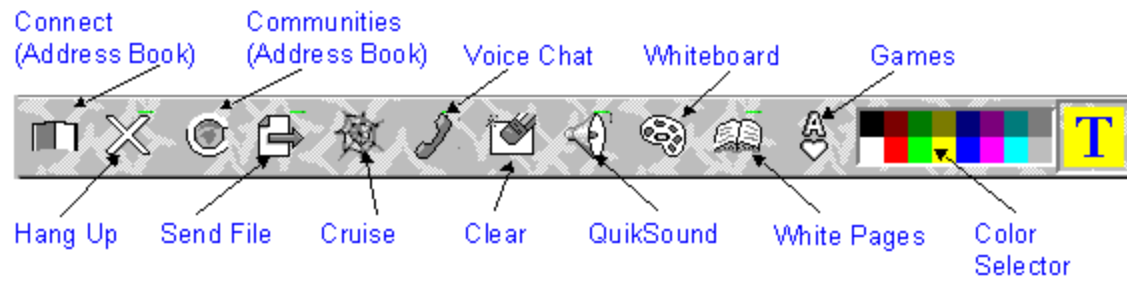 Connect
(Address Book)
Communities
(Address Book)
Voice Chat
Whiteboard
Games
A
T
Hang Up
Send File
Cruise
Clear
QuikSound
White Pages
Color
Selector